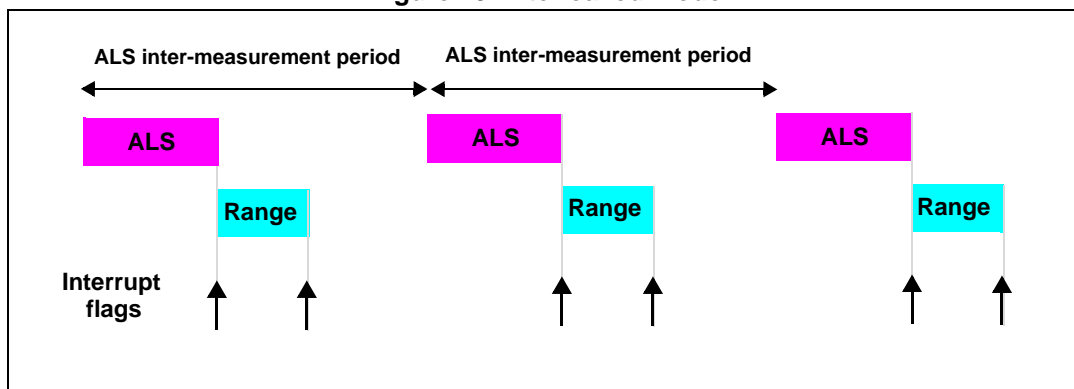 ALS inter-measurement period
ALS inter-measurement period
ALS
ALS
ALS
Range
Range
Range
Interrupt
flags